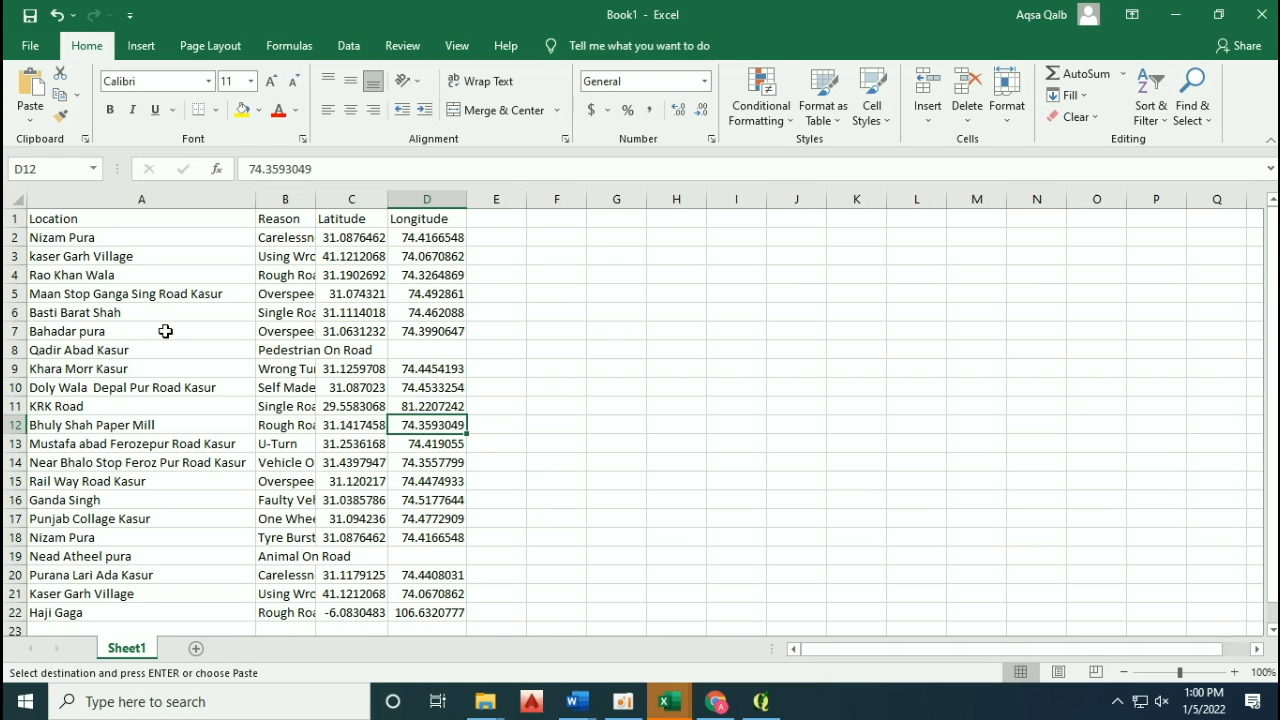 Book1 - Excel
Aqsa Qalb
File Home Insert Page Layout Formulas Data Review View Help Tell me what you want to do Share
Paste
Calibri 11
Wrap Text
General
Conditional Formatting
Format as Table
Cell Styles
Insert
Delete
Format
AutoSum
Fill
Clear
Sort & Filter
Find & Select
B I U A
Merge & Center
$ % ,
Clipboard Font Alignment Number Styles Cells Editing
D12 fx 74.3593049
A B C D E F G H I J K L M N O P Q
1 Location Reason Latitude Longitude
2 Nizam Pura Carelessn 31.0876462 74.4166548
3 kaser Garh Village Using Wro 41.1212068 74.0670862
4 Rao Khan Wala Rough Roa 31.1902692 74.3264869
5 Maan Stop Ganga Sing Road Kasur Overspee 31.074321 74.492861
6 Basti Barat Shah Single Roa 31.1114018 74.462088
7 Bahadar pura Overspee 31.0631232 74.3990647
8 Qadir Abad Kasur Pedestrian On Road
9 Khara Morr Kasur Wrong Tur 31.1259708 74.4454193
10 Doly Wala  Depal Pur Road Kasur Self Made 31.087023 74.4533254
11 KRK Road Single Roa 29.5583068 81.2207242
12 Bhuly Shah Paper Mill Rough Roa 31.1417458 74.3593049
13 Mustafa abad Ferozepur Road Kasur U-Turn 31.2536168 74.419055
14 Near Bhalo Stop Feroz Pur Road Kasur Vehicle O 31.4397947 74.3557799
15 Rail Way Road Kasur Overspee 31.120217 74.4474933
16 Ganda Singh Faulty Veh 31.0385786 74.5177644
17 Punjab Collage Kasur One Whee 31.094236 74.4772909
18 Nizam Pura Tyre Burst 31.0876462 74.4166548
19 Nead Atheel pura Animal On Road
20 Purana Lari Ada Kasur Carelessn 31.1179125 74.4408031
21 Kaser Garh Village Using Wro 41.1212068 74.0670862
22 Haji Gaga Rough Roa -6.0830483 106.6320777
23
Sheet1
Select destination and press ENTER or choose Paste
100%
Type here to search
1:00 PM
1/5/2022